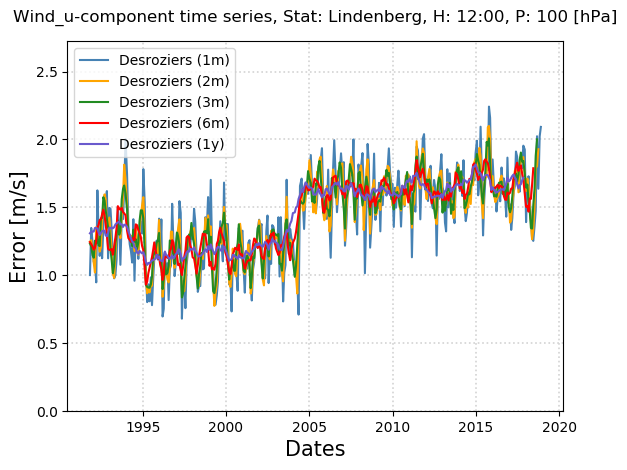 Wind_u-component time series, Stat: Lindenberg, H: 12:00, P: 100 [hPa]
Desroziers (1m)
Desroziers (2m)
Desroziers (3m)
Desroziers (6m)
Desroziers (1y)
Error [m/s]
2.5
2.0
1.5
1.0
0.5
0.0
1995 2000 2005 2010 2015 2020
Dates